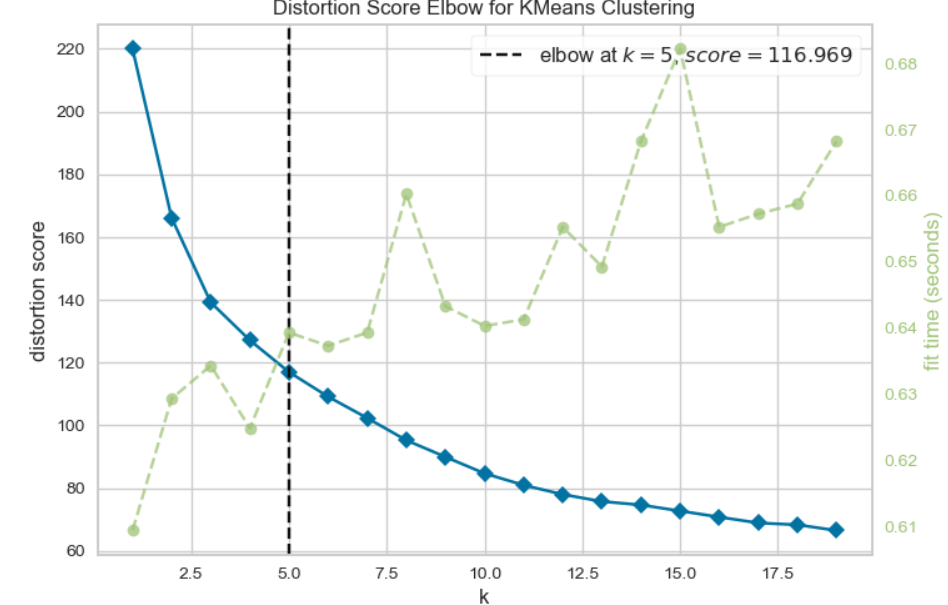 Distortion Score Elbow for KMeans Clustering
elbow at k = 5, score = 116.969
distortion score
220
200
180
160
140
120
100
80
60
0.68
0.67
0.66
0.65
0.64
0.63
0.62
0.61
fit time (seconds)
2.5 5.0 7.5 10.0 12.5 15.0 17.5
k